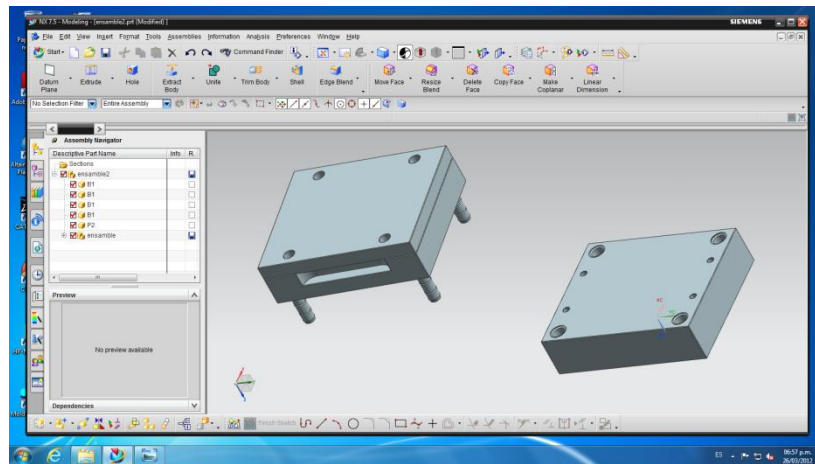 NX 7.5 - Modeling - [ensamble2.prt (Modified) ]
SIEMENS
File Edit View Insert Format Tools Assemblies Information Analysis Preferences Window Help
Start
Command Finder
Datum Plane
Extrude
Hole
Extract Body
Unite
Trim Body
Shell
Edge Blend
Move Face
Resize Blend
Delete Face
Copy Face
Make Coplanar
Linear Dimension
No Selection Filter
Entire Assembly
Assembly Navigator
Descriptive Part Name
Info
R.
Sections
ensamble2
B1
B1
B1
B1
P2
ensamble
Preview
No preview available
Dependencies
Finish Sketch
ES
06:57 p.m.
26/03/2012